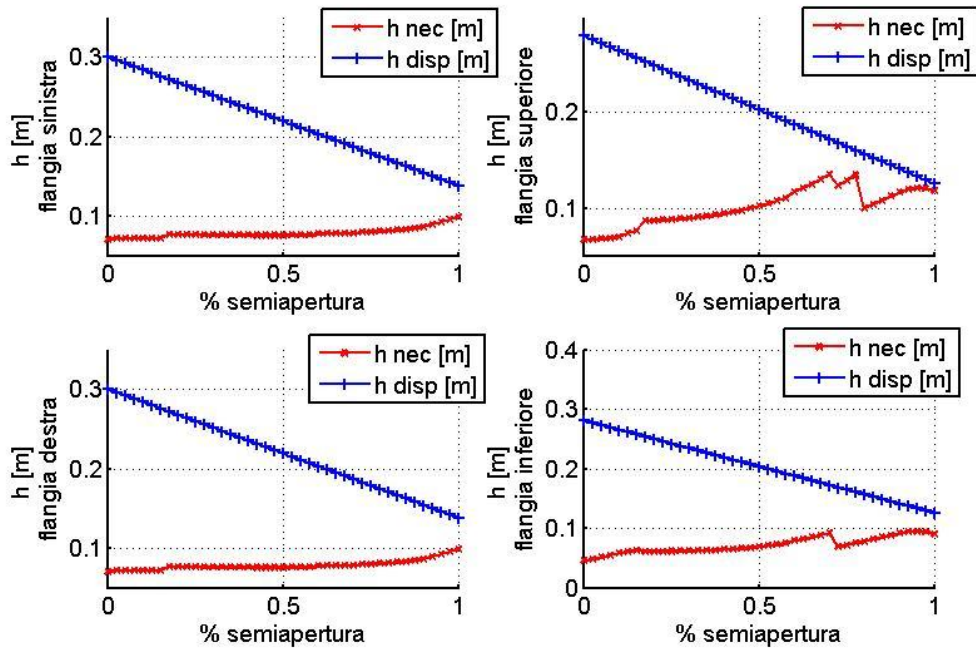 h nec [m]
h disp [m]
0.3
0.2
0.1
h [m]
flangia sinistra
0
0.5
1
% semiapertura
h nec [m]
h disp [m]
0.2
0.1
h [m]
flangia superiore
0
0.5
1
% semiapertura
h nec [m]
h disp [m]
0.3
0.2
0.1
h [m]
flangia destra
0
0.5
1
% semiapertura
h nec [m]
h disp [m]
0.4
0.3
0.2
0.1
0
h [m]
flangia inferiore
0
0.5
1
% semiapertura